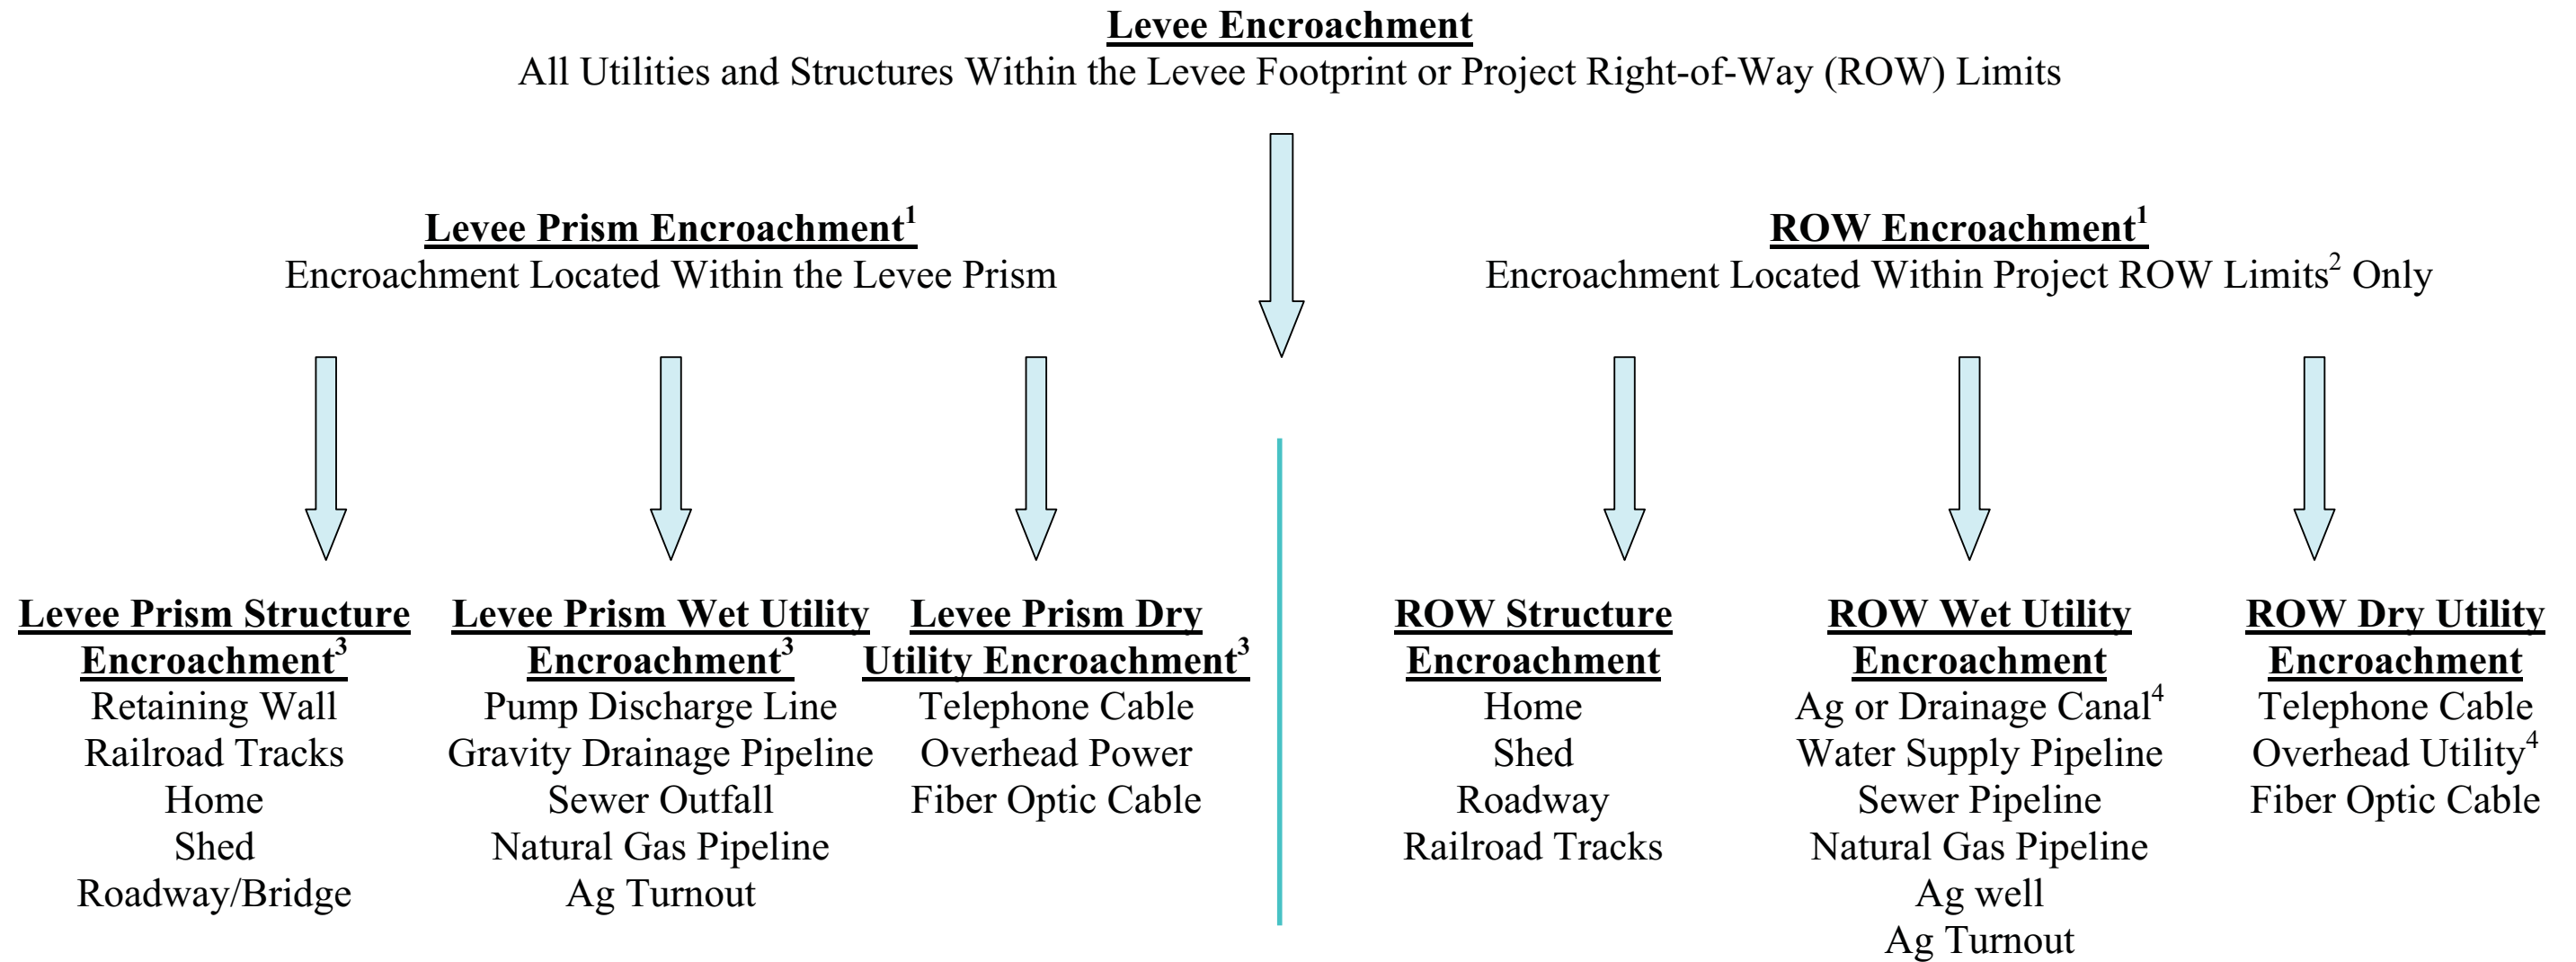 Levee Encroachment
All Utilities and Structures Within the Levee Footprint or Project Right-of-Way (ROW) Limits
Levee Prism Encroachment¹
Encroachment Located Within the Levee Prism
ROW Encroachment¹
Encroachment Located Within Project ROW Limits² Only
Levee Prism Structure
Encroachment³
Retaining Wall
Railroad Tracks
Home
Shed
Roadway/Bridge
Levee Prism Wet Utility
Encroachment³
Pump Discharge Line
Gravity Drainage Pipeline
Sewer Outfall
Natural Gas Pipeline
Ag Turnout
Levee Prism Dry
Utility Encroachment³
Telephone Cable
Overhead Power
Fiber Optic Cable
ROW Structure
Encroachment
Home
Shed
Roadway
Railroad Tracks
ROW Wet Utility
Encroachment
Ag or Drainage Canal⁴
Water Supply Pipeline
Sewer Pipeline
Natural Gas Pipeline
Ag well
Ag Turnout
ROW Dry Utility
Encroachment
Telephone Cable
Overhead Utility⁴
Fiber Optic Cable